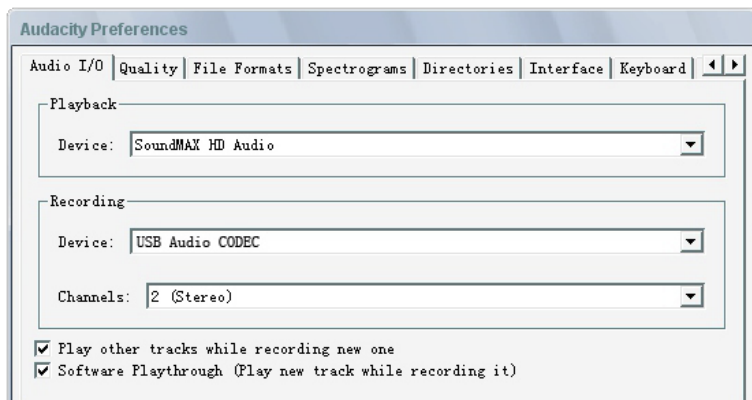 Audacity Preferences
Audio I/O Quality File Formats Spectrograms Directories Interface Keyboard
Playback
Device: SoundMAX HD Audio
Recording
Device: USB Audio CODEC
Channels: 2 (Stereo)
Play other tracks while recording new one
Software Playthrough (Play new track while recording it)